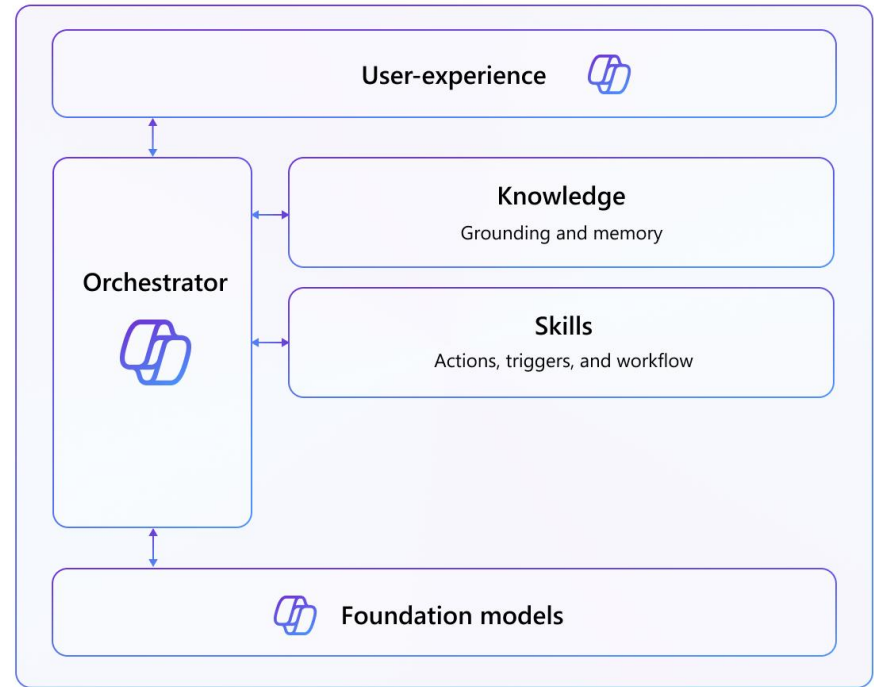 User-experience
Knowledge
Grounding and memory
Orchestrator
Skills
Actions, triggers, and workflow
Foundation models